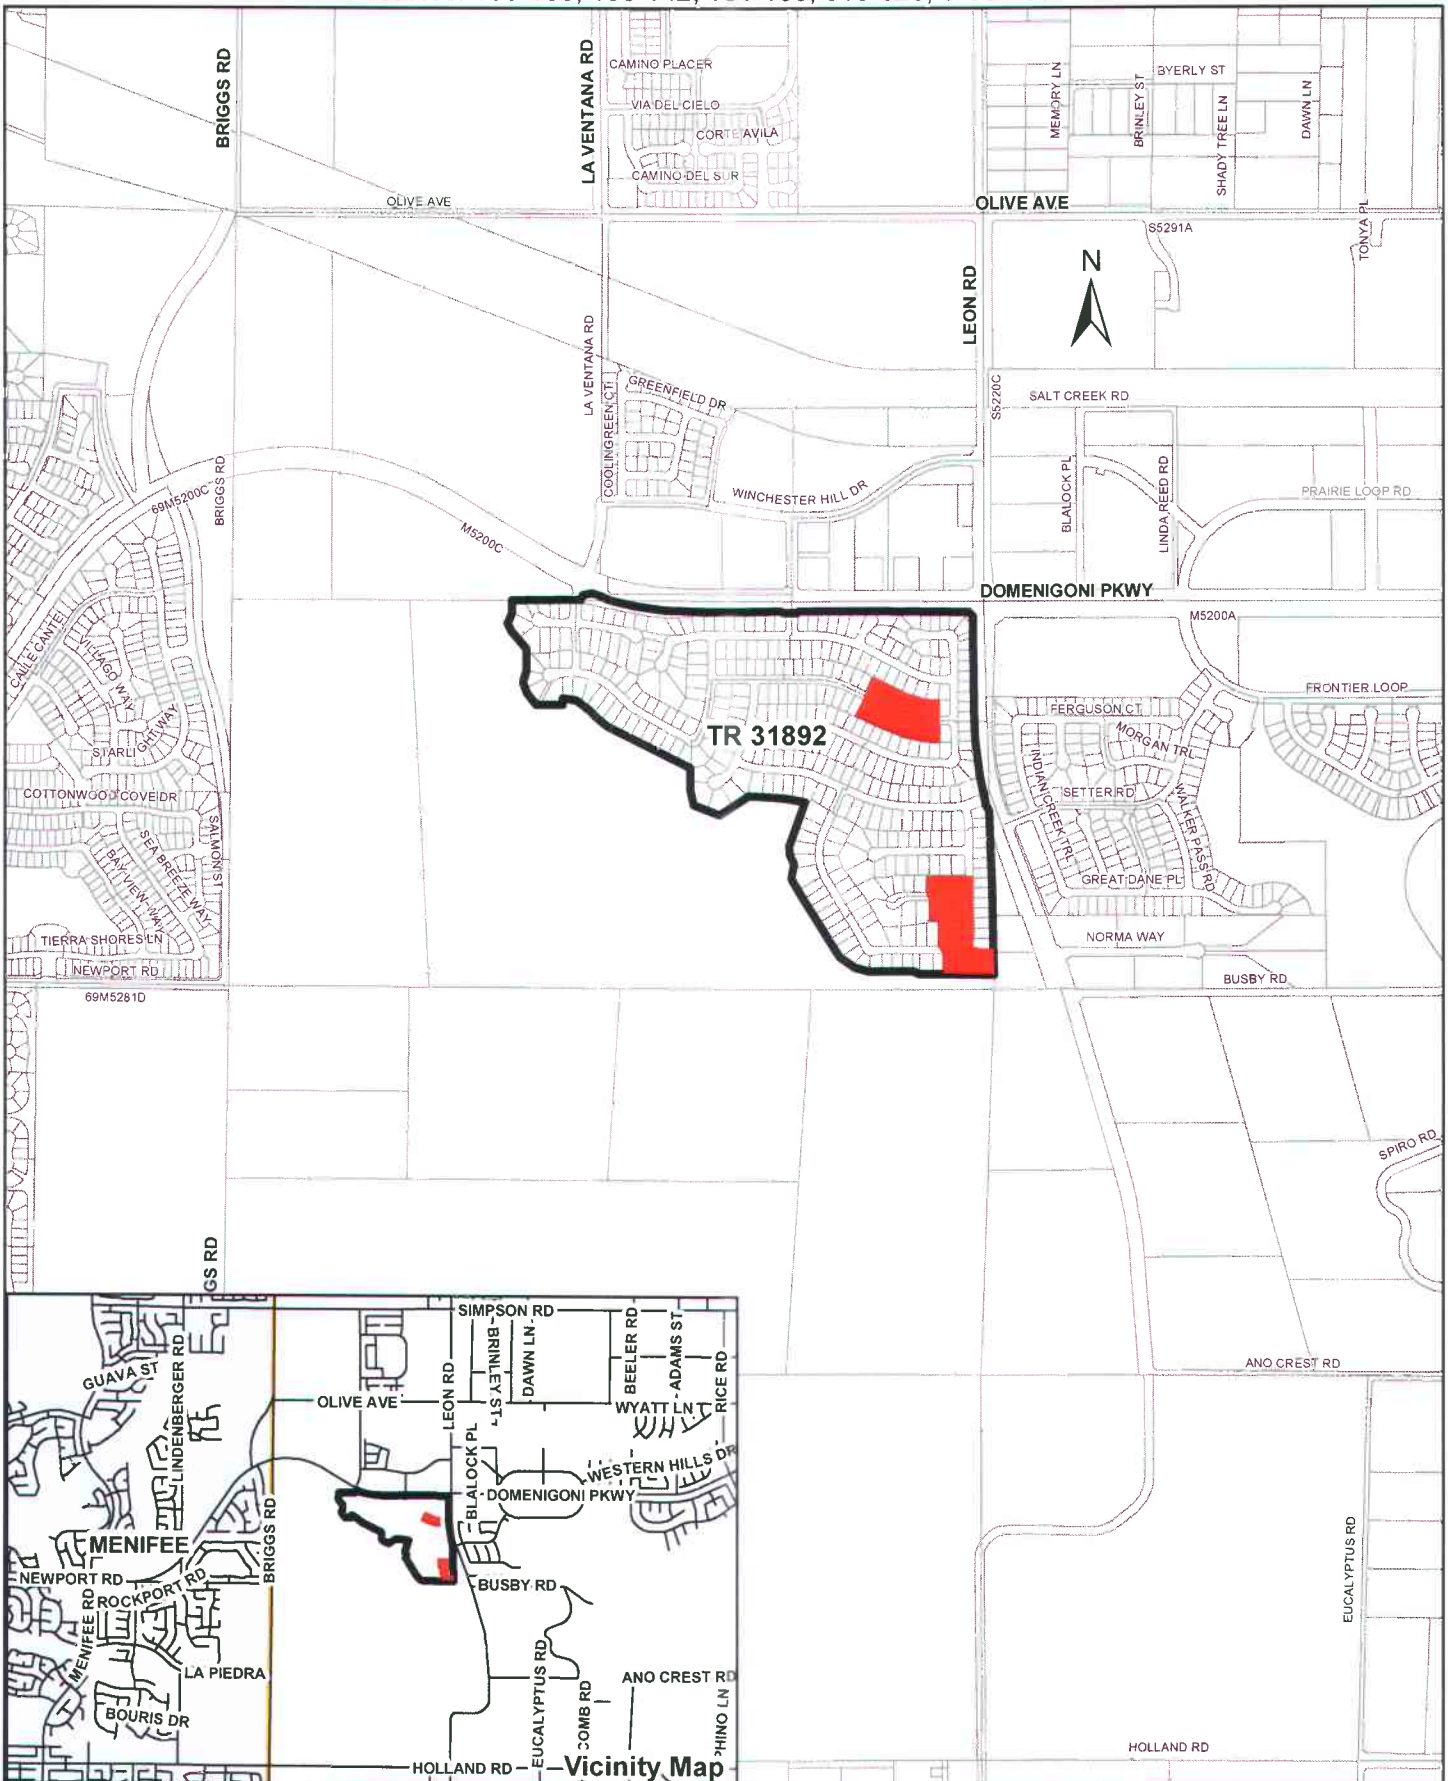 BRIGGS RD
LA VENTANA RD
CAMINO PLACER
VIA DEL CIELO
CORTE AVILA
CAMINO DEL SUR
MEMORY LN
BYERLY ST
BRINLEY ST
SHADY TREE LN
DAWN LN
OLIVE AVE
OLIVE AVE
S5291A
TONYA PL
N
LEON RD
LA VENTANA RD
GREENFIELD DR
COOLINGREEN CT
S5220C
SALT CREEK RD
BRIGGS RD
69M5200C
M5200C
WINCHESTER HILL DR
BLALOCK PL
LINDA REED RD
PRAIRIE LOOP RD
DOMENIGONI PKWY
M5200A
CALLE CANTEL
VILLAGO WAY
STARLIGHT WAY
TR 31892
FERGUSON CT
FRONTIER LOOP
MORGAN TRL
INDIAN CREEK TRL
SETTER RD
WALKER PASS RD
COTTONWOOD COVE DR
SALMON ST
SEA BREEZE WAY
BAY VIEW WAY
GREAT DANE PL
TIERRA SHORES LN
NEWPORT RD
NORMA WAY
BUSBY RD
69M5281D
SPIRO RD
GS RD
ANO CREST RD
EUCALYPTUS RD
HOLLAND RD
SIMPSON RD
GUAVA ST
LINDENBERGER RD
OLIVE AVE
LEON RD
BRINLEY ST
DAWN LN
BEELER RD
ADAMS ST
RICE RD
WYATT LN
BLALOCK PL
WESTERN HILLS DR
DOMENIGONI PKWY
BRIGGS RD
MENIFEE
NEWPORT RD
ROCKPORT RD
MENIFEE RD
BUSBY RD
LA PIEDRA
BOURIS DR
EUCALYPTUS RD
COMB RD
ANO CREST RD
PHINO LN
HOLLAND RD
Vicinity Map